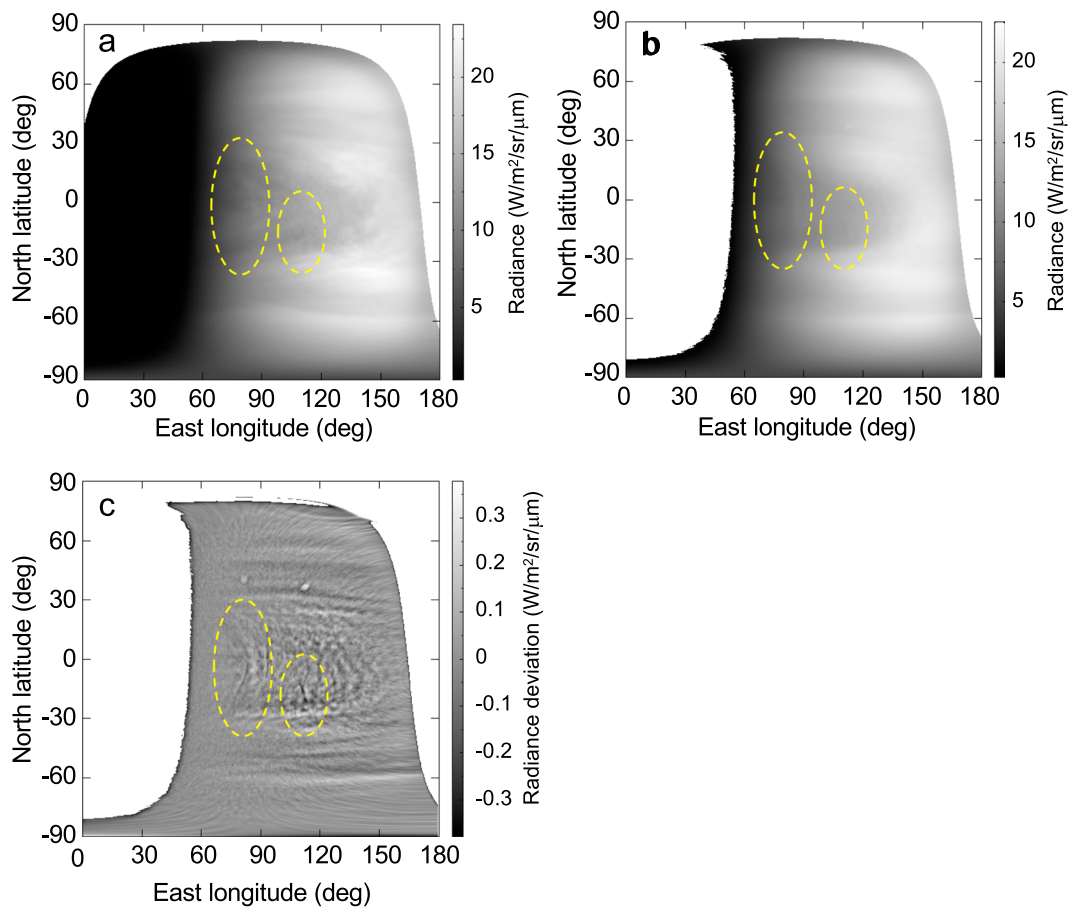 a
90
60
30
0
-30
-60
-90
North latitude (deg)
0 30 60 90 120 150 180
East longitude (deg)
20
15
10
5
Radiance (W/m²/sr/μm)
b
90
60
30
0
-30
-60
-90
North latitude (deg)
0 30 60 90 120 150 180
East longitude (deg)
20
15
10
5
Radiance (W/m²/sr/μm)
c
90
60
30
0
-30
-60
-90
North latitude (deg)
0 30 60 90 120 150 180
East longitude (deg)
0.3
0.2
0.1
0
-0.1
-0.2
-0.3
Radiance deviation (W/m²/sr/μm)